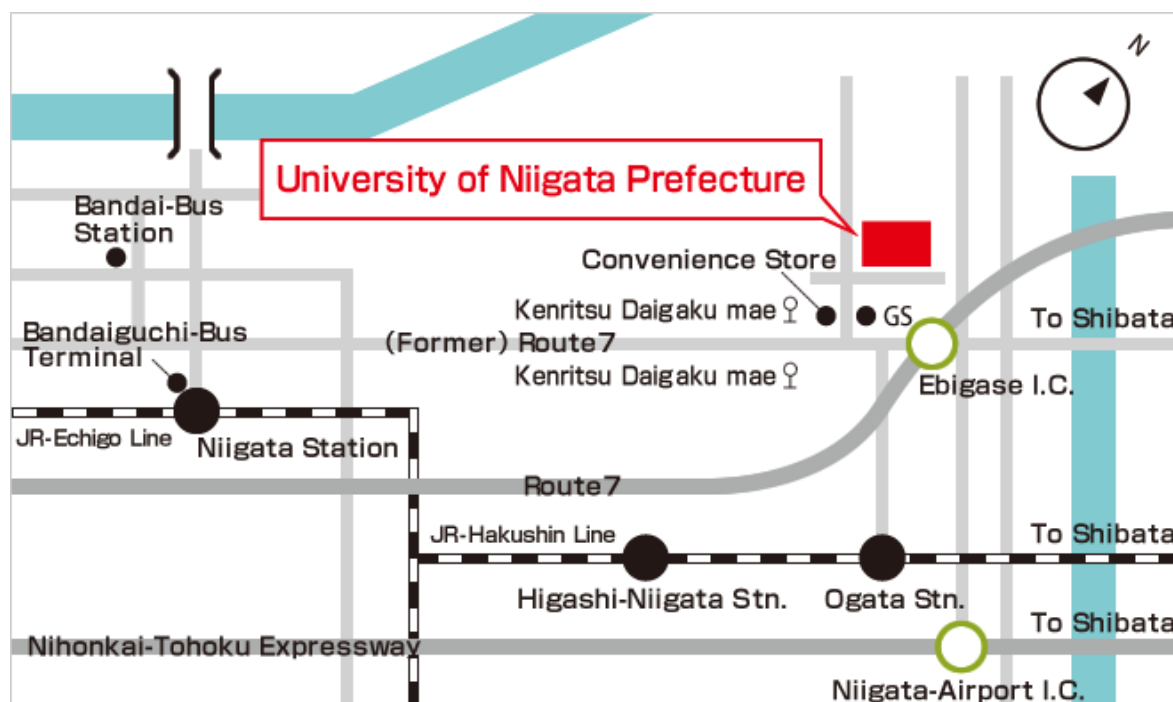 N
University of Niigata Prefecture
Bandai-Bus
Station
Convenience Store
Kenritsu Daigaku mae
GS
To Shibata
Bandaiguchi-Bus
Terminal
(Former) Route7
Kenritsu Daigaku mae
Ebigase I.C.
JR-Echigo Line
Niigata Station
Route7
JR-Hakushin Line
To Shibata
Higashi-Niigata Stn.
Ogata Stn.
To Shibata
Nihonkai-Tohoku Expressway
Niigata-Airport I.C.